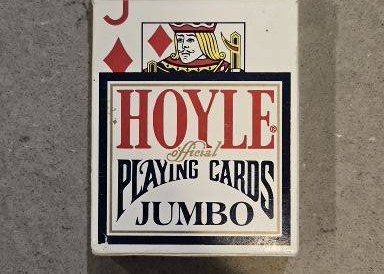 J
HOYLE®
official
PLAYING CARDS
JUMBO